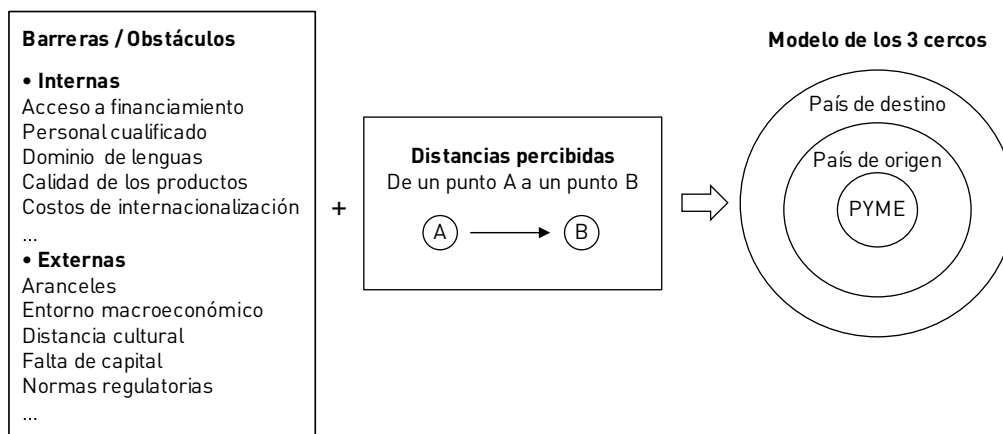 Barreras / Obstáculos
• Internas
Acceso a financiamiento
Personal cualificado
Dominio de lenguas
Calidad de los productos
Costos de internacionalización
...
• Externas
Aranceles
Entorno macroeconómico
Distancia cultural
Falta de capital
Normas regulatorias
...
+
Distancias percibidas
De un punto A a un punto B
A
B
Modelo de los 3 cercos
País de destino
País de origen
PYME